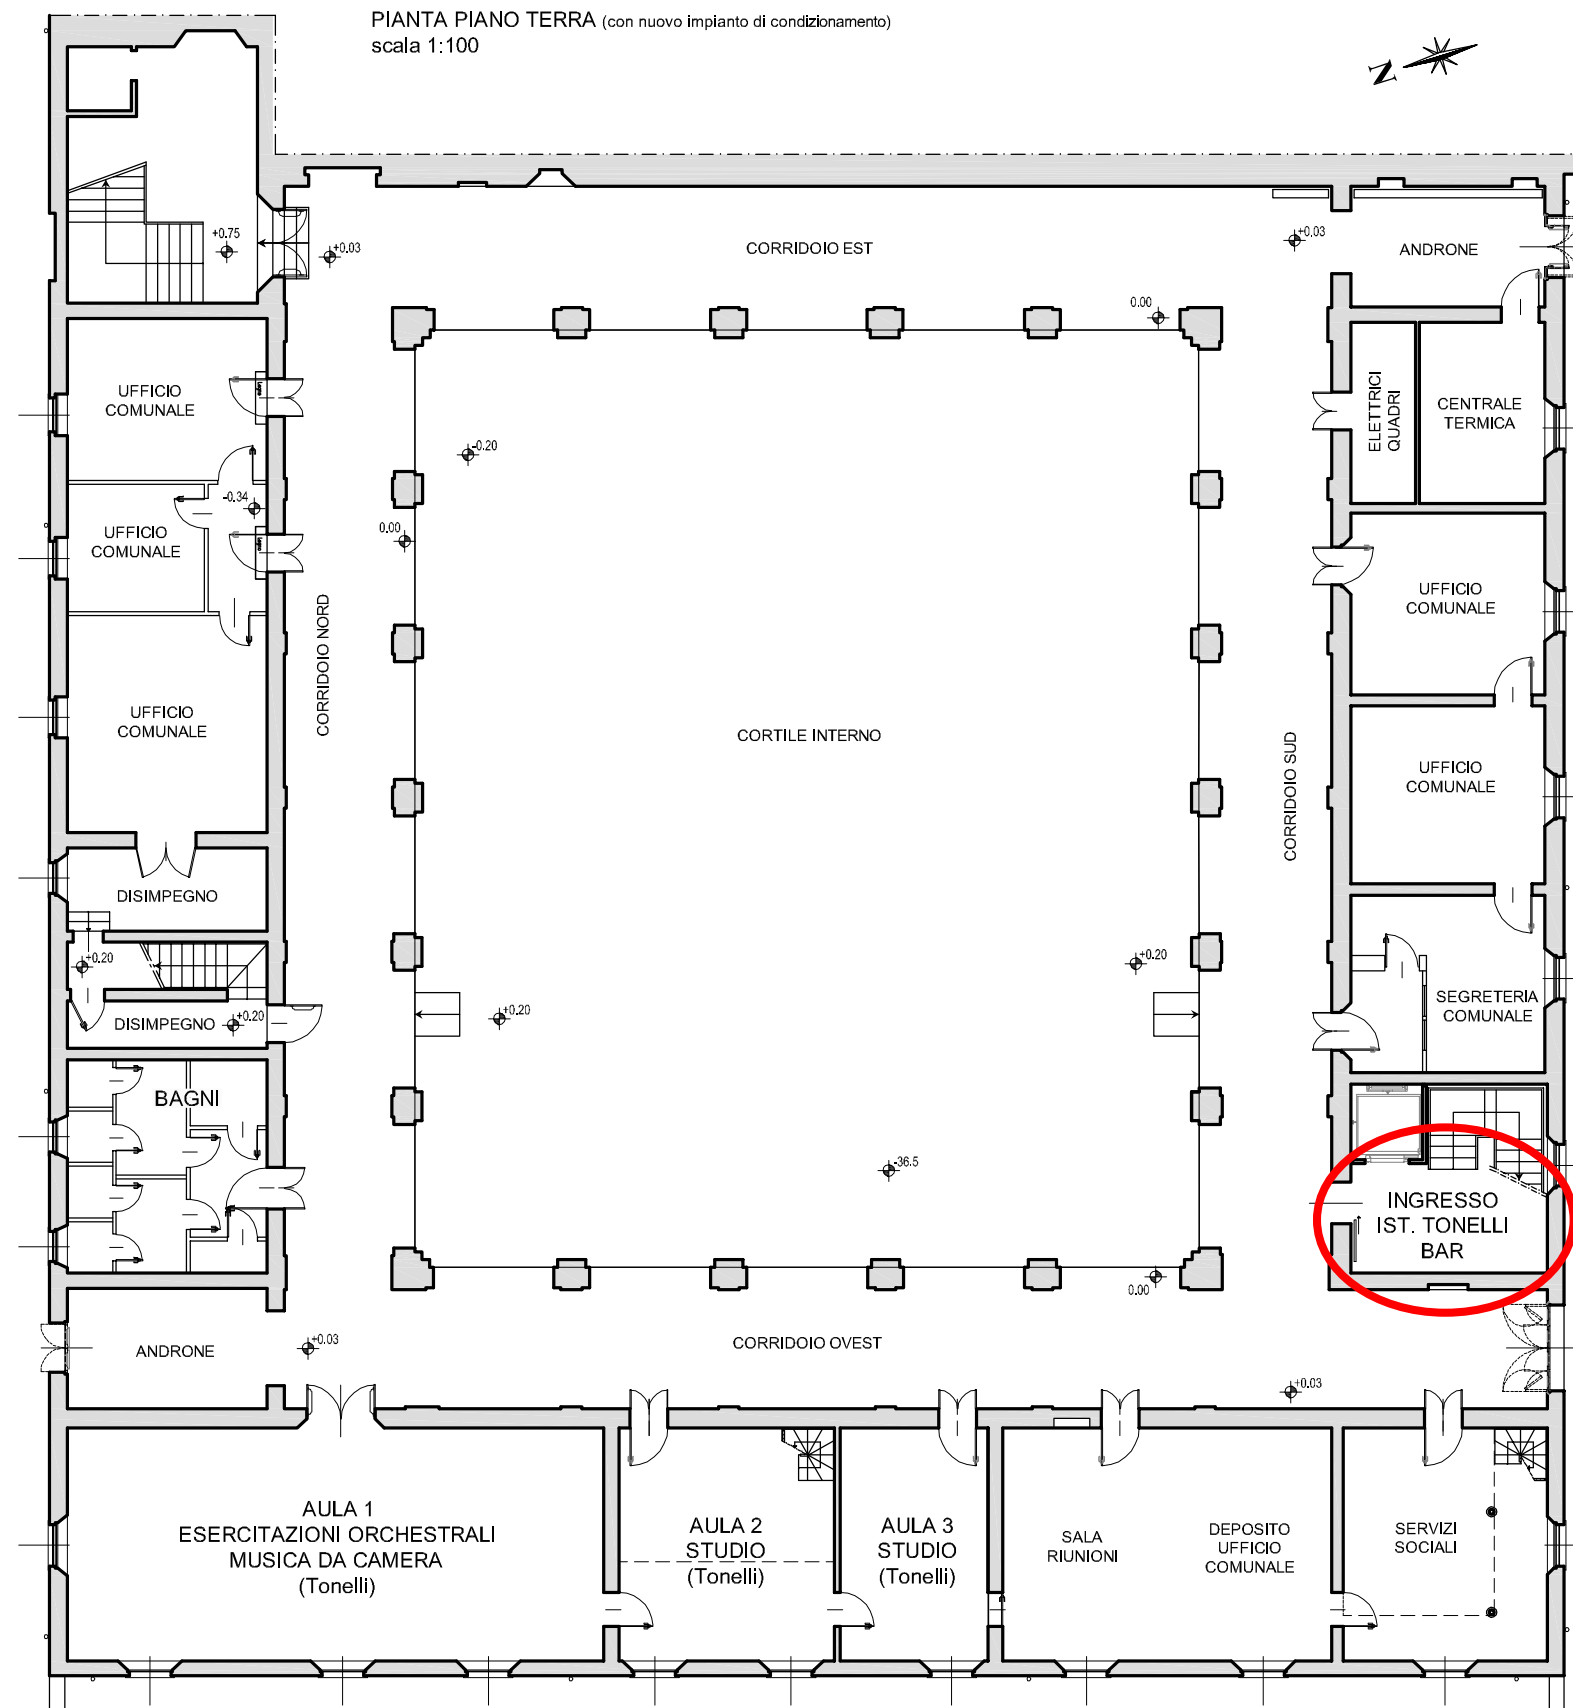 PIANTA PIANO TERRA (con nuovo impianto di condizionamento)
scala 1:100
N
+0.75
+0.03
CORRIDOIO EST
+0.03
ANDRONE
0.00
UFFICIO
COMUNALE
ELETTRICI
QUADRI
CENTRALE
TERMICA
-0.20
-0.34
0.00
UFFICIO
COMUNALE
UFFICIO
COMUNALE
CORRIDOIO NORD
UFFICIO
COMUNALE
CORTILE INTERNO
CORRIDOIO SUD
UFFICIO
COMUNALE
DISIMPEGNO
+0.20
+0.20
SEGRETERIA
COMUNALE
DISIMPEGNO
+0.20
+0.20
BAGNI
-36.5
INGRESSO
IST. TONELLI
BAR
0.00
ANDRONE
+0.03
CORRIDOIO OVEST
+0.03
AULA 1
ESERCITAZIONI ORCHESTRALI
MUSICA DA CAMERA
(Tonelli)
AULA 2
STUDIO
(Tonelli)
AULA 3
STUDIO
(Tonelli)
SALA
RIUNIONI
DEPOSITO
UFFICIO
COMUNALE
SERVIZI
SOCIALI